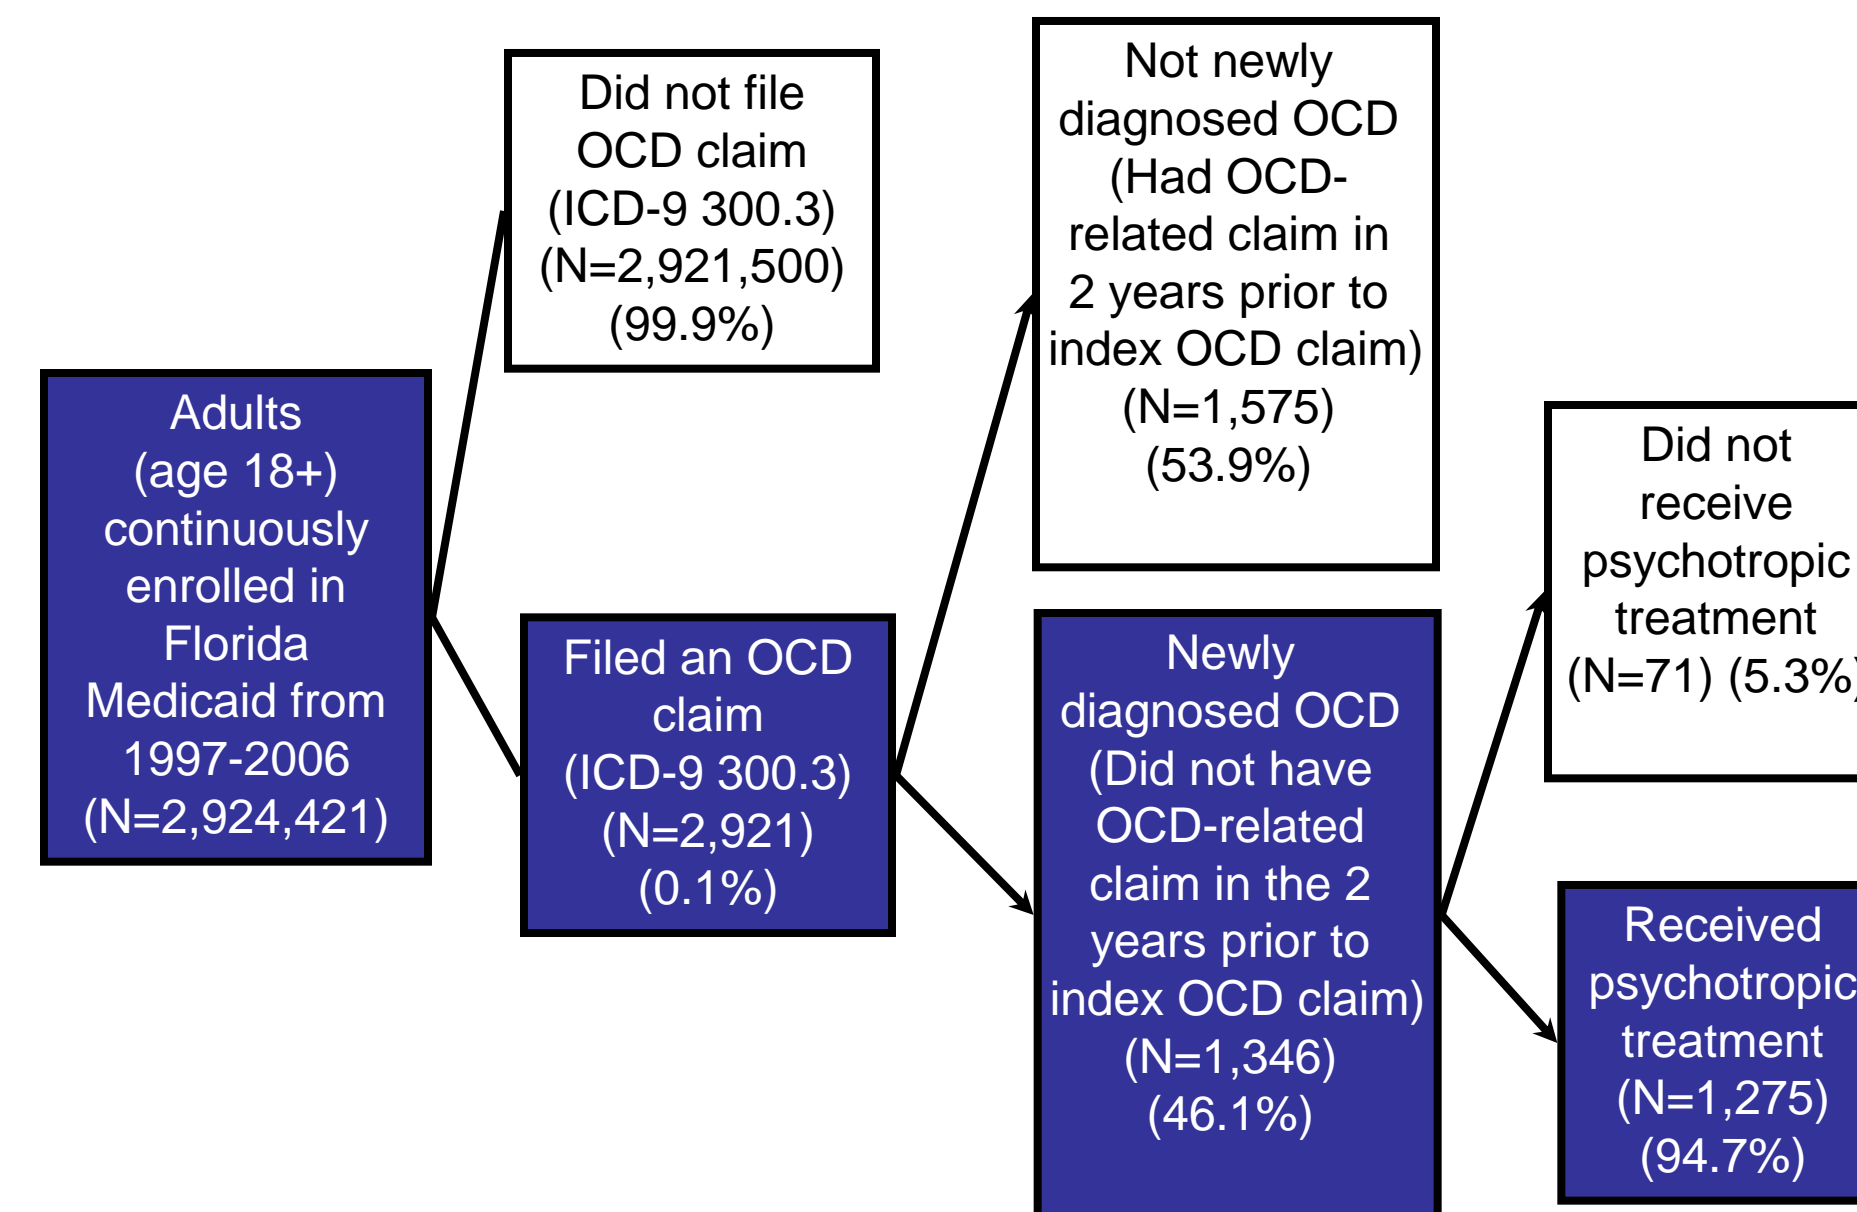 Adults
(age 18+)
continuously
enrolled in
Florida
Medicaid from
1997-2006
(N=2,924,421)
Did not file
OCD claim
(ICD-9 300.3)
(N=2,921,500)
(99.9%)
Filed an OCD
claim
(ICD-9 300.3)
(N=2,921)
(0.1%)
Not newly
diagnosed OCD
(Had OCD-
related claim in
2 years prior to
index OCD claim)
(N=1,575)
(53.9%)
Newly
diagnosed OCD
(Did not have
OCD-related
claim in the 2
years prior to
index OCD claim)
(N=1,346)
(46.1%)
Did not
receive
psychotropic
treatment
(N=71) (5.3%)
Received
psychotropic
treatment
(N=1,275)
(94.7%)